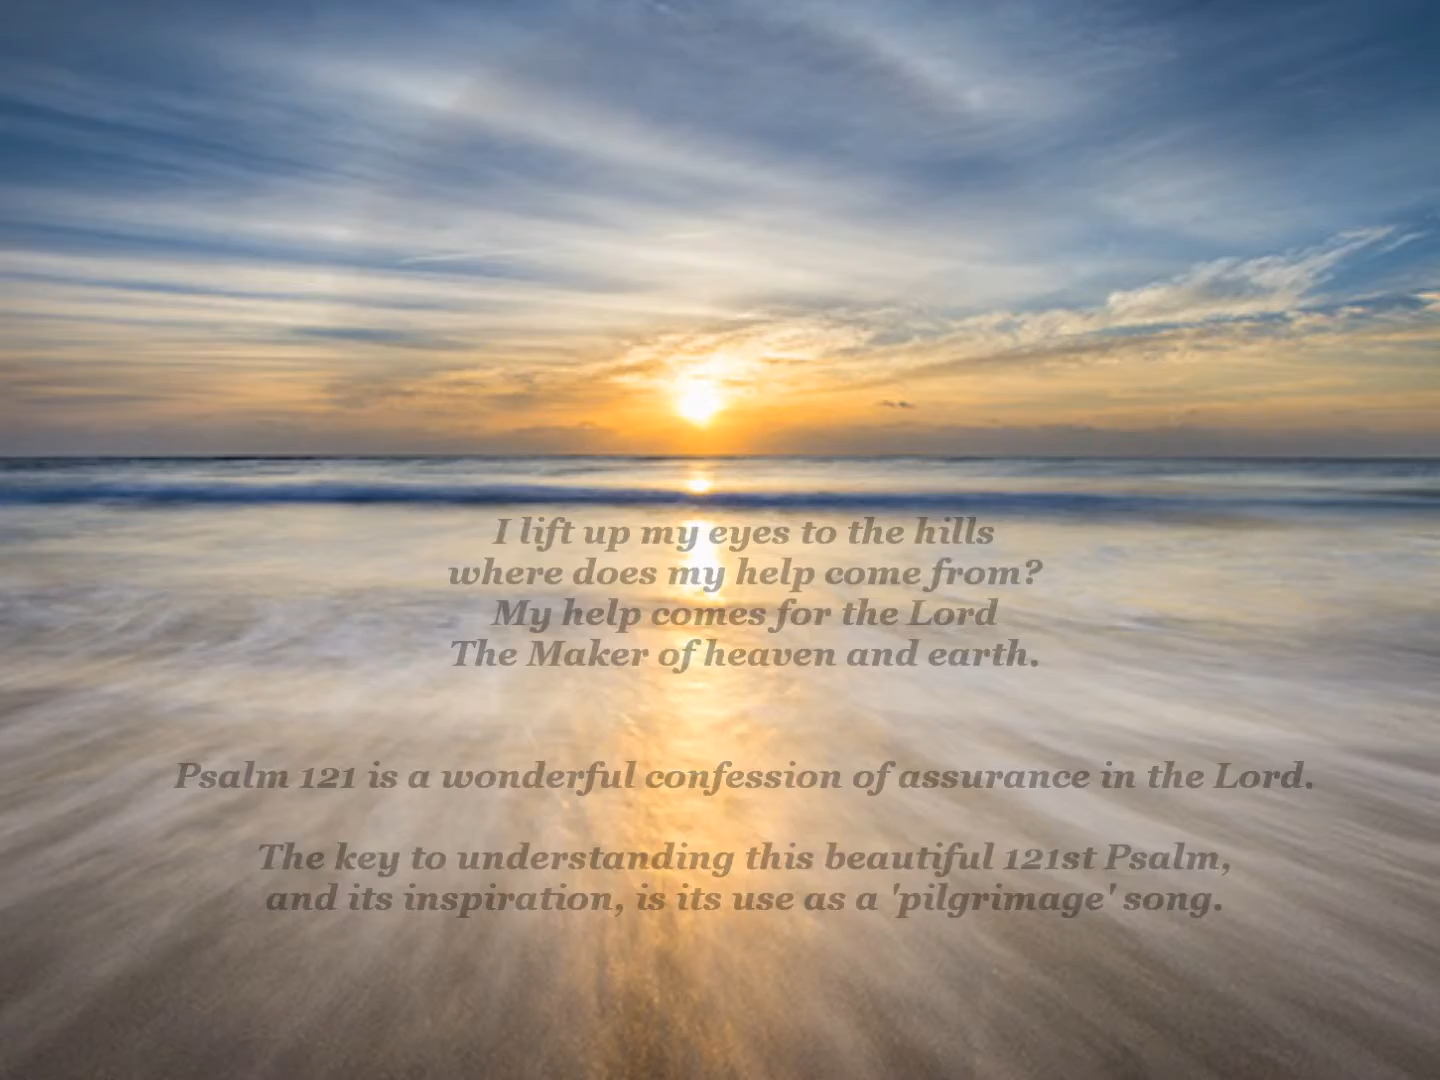 I lift up my eyes to the hills
where does my help come from?
My help comes for the Lord
The Maker of heaven and earth.
Psalm 121 is a wonderful confession of assurance in the Lord.
The key to understanding this beautiful 121st Psalm,
and its inspiration, is its use as a 'pilgrimage' song.